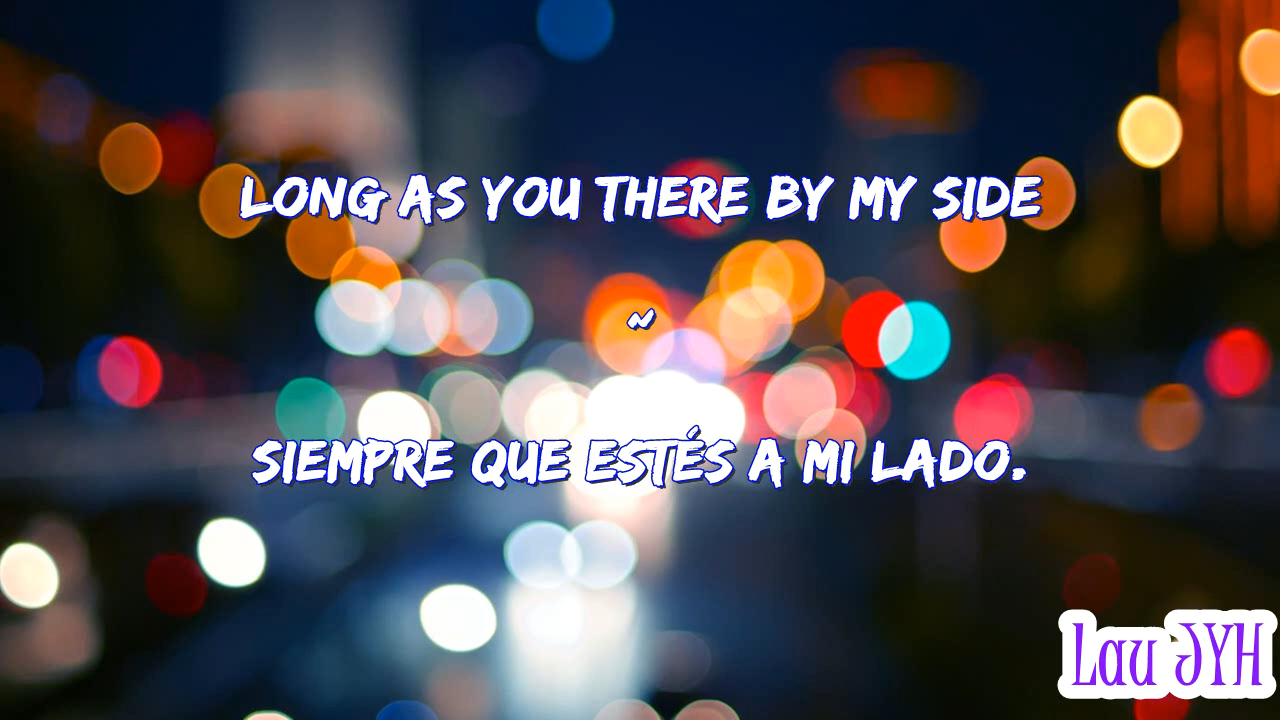 LONG AS YOU THERE BY MY SIDE
~
SIEMPRE QUE ESTÉS A MI LADO.
Lau JYH